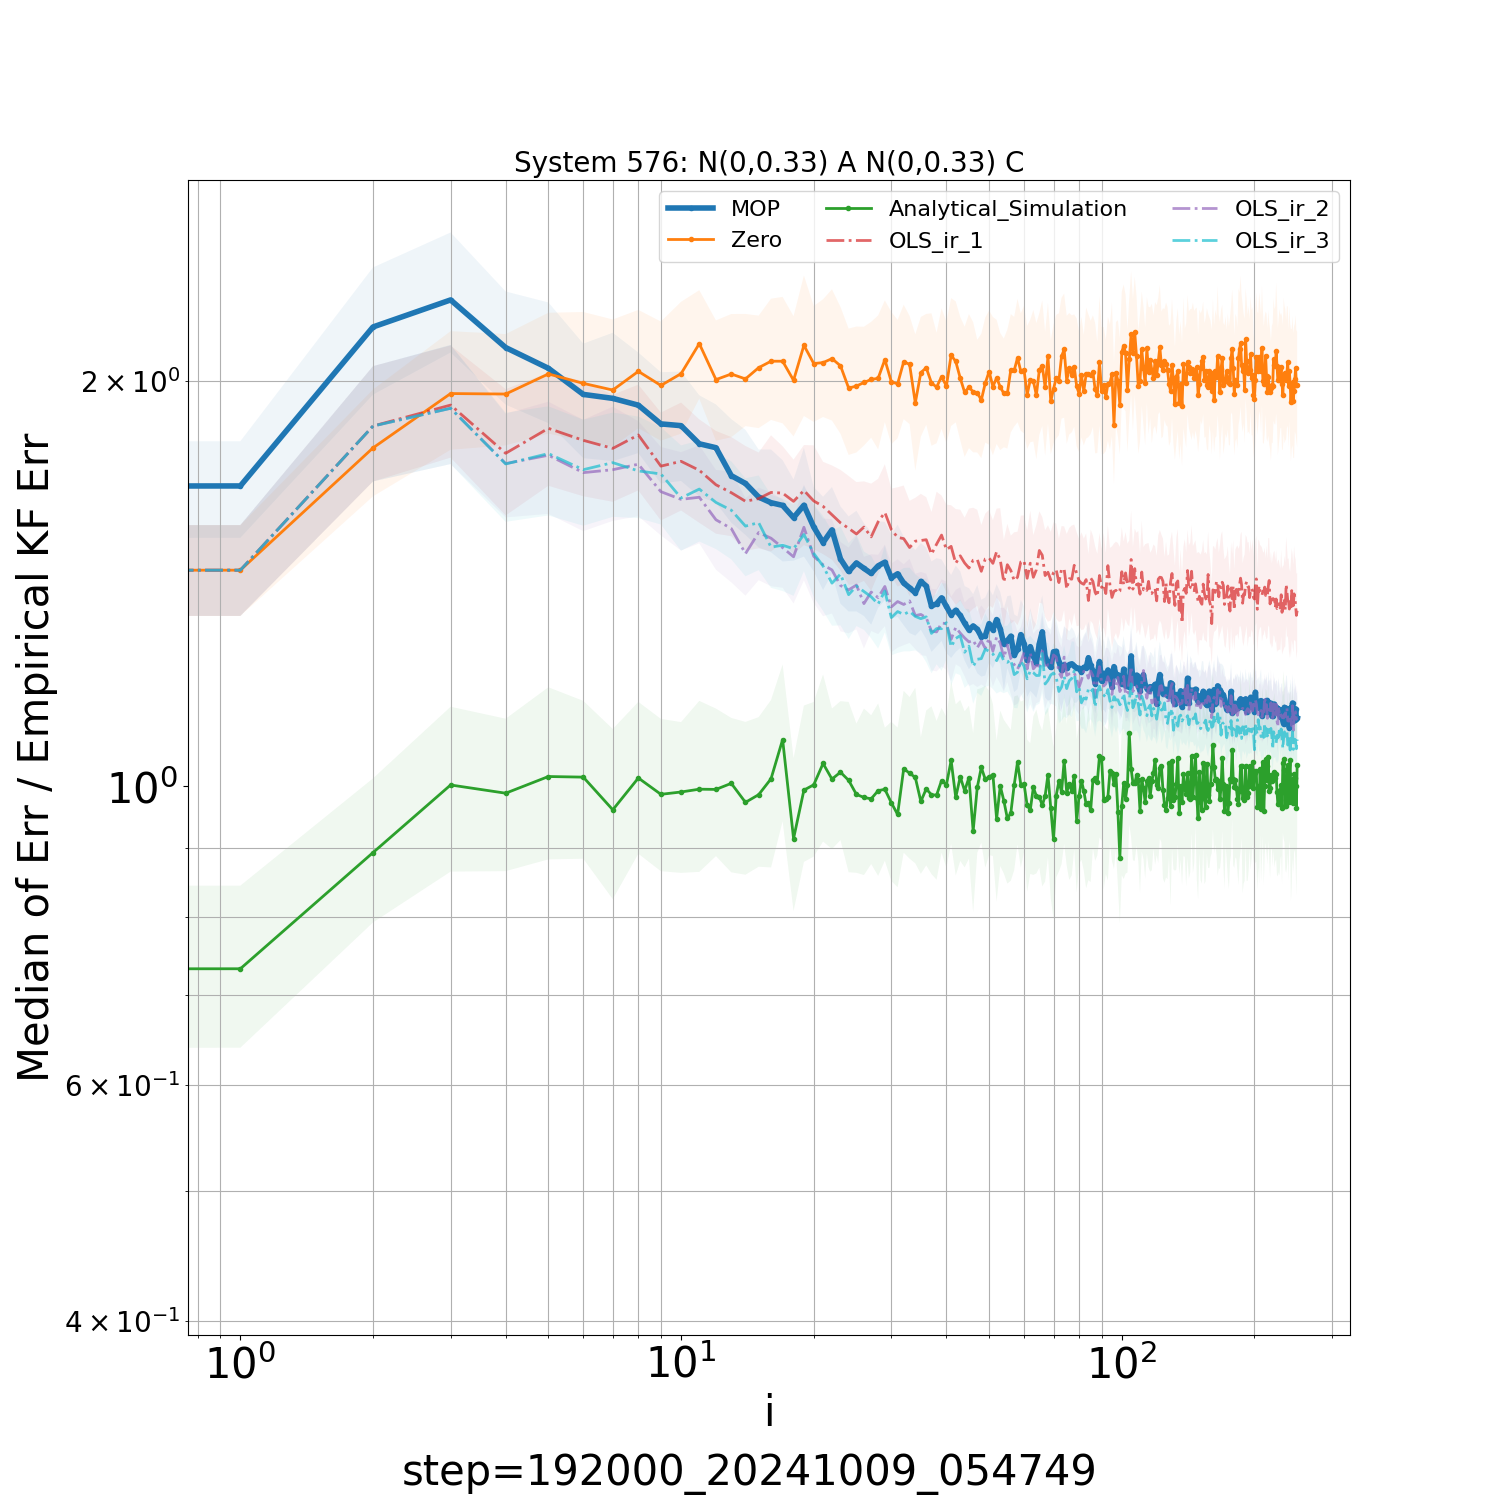 System 576: N(0,0.33) A N(0,0.33) C
MOP
Zero
Analytical_Simulation
OLS_ir_1
OLS_ir_2
OLS_ir_3
Median of Err / Empirical KF Err
2 × 10⁰
10⁰
6 × 10⁻¹
4 × 10⁻¹
10⁰ 10¹ 10²
i
step=192000_20241009_054749